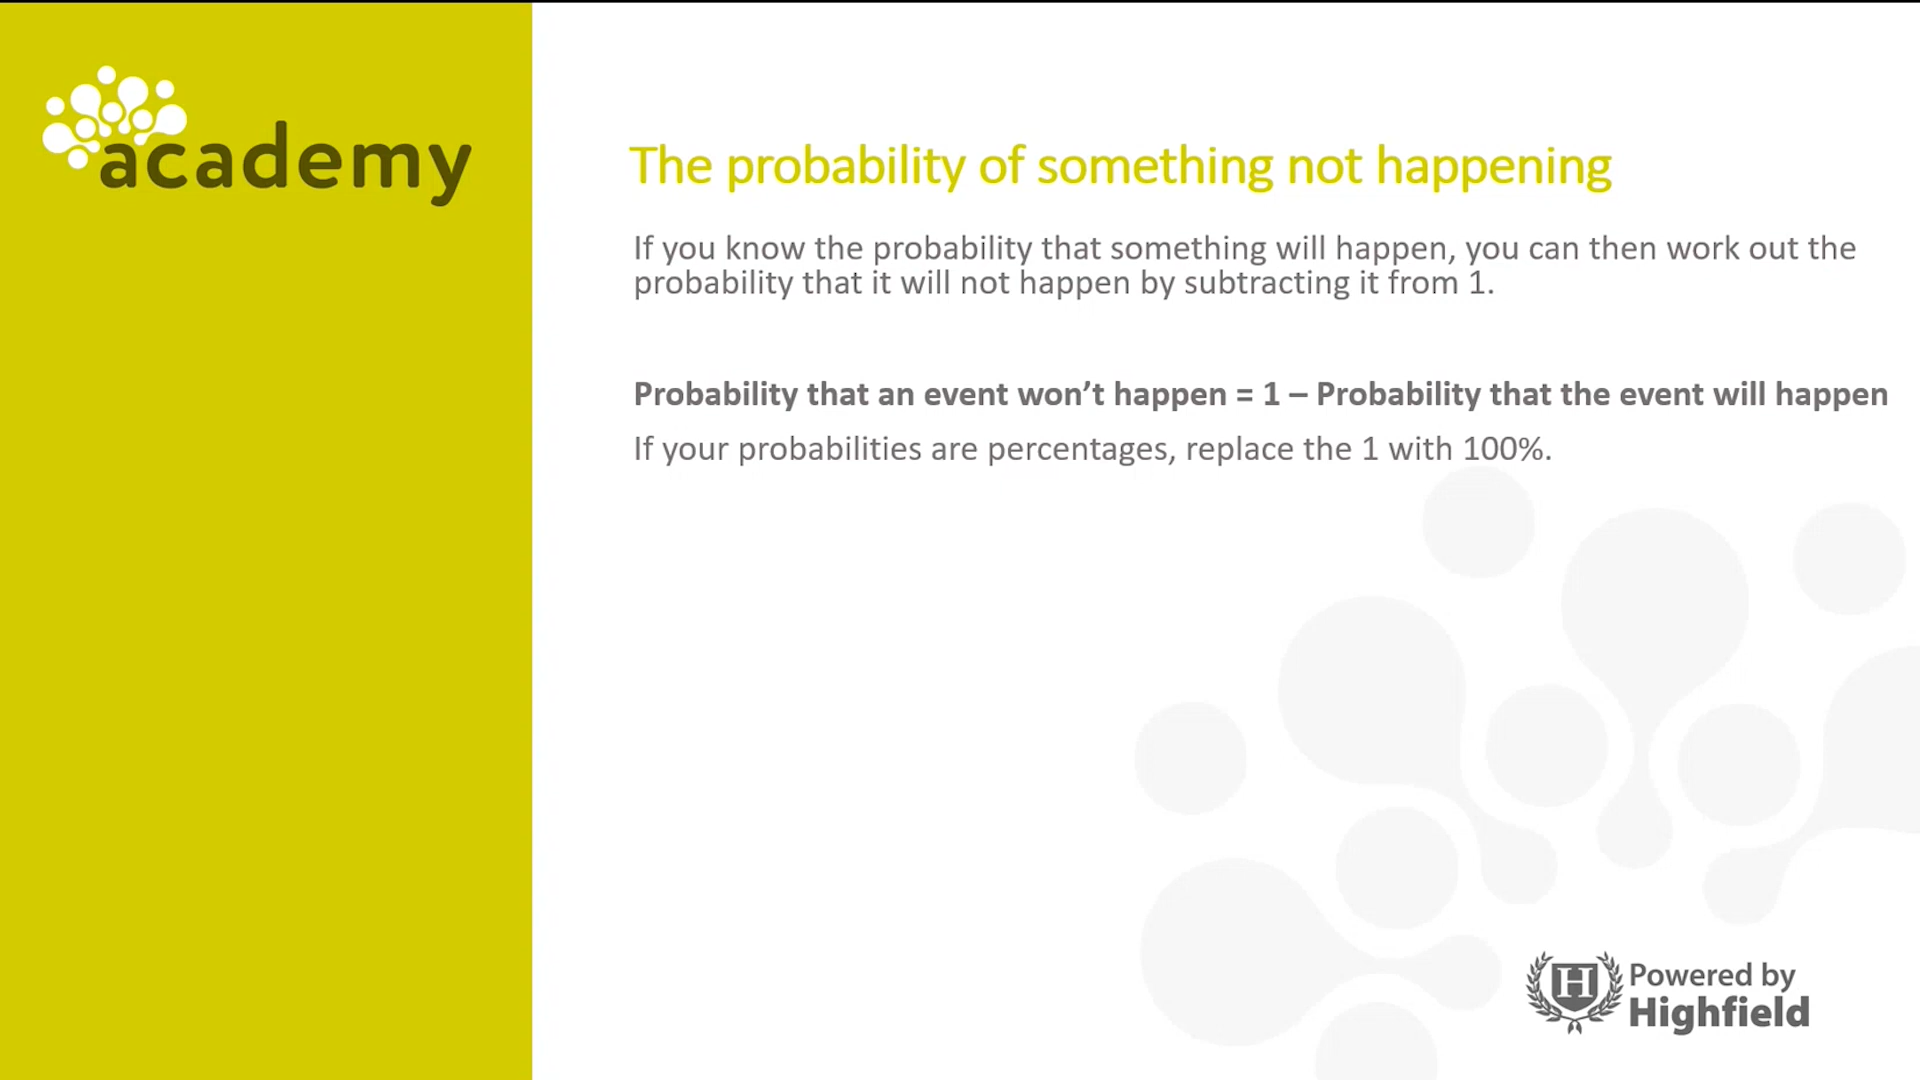 academy
The probability of something not happening
If you know the probability that something will happen, you can then work out the
probability that it will not happen by subtracting it from 1.
Probability that an event won’t happen = 1 – Probability that the event will happen
If your probabilities are percentages, replace the 1 with 100%.
H
Powered by
Highfield